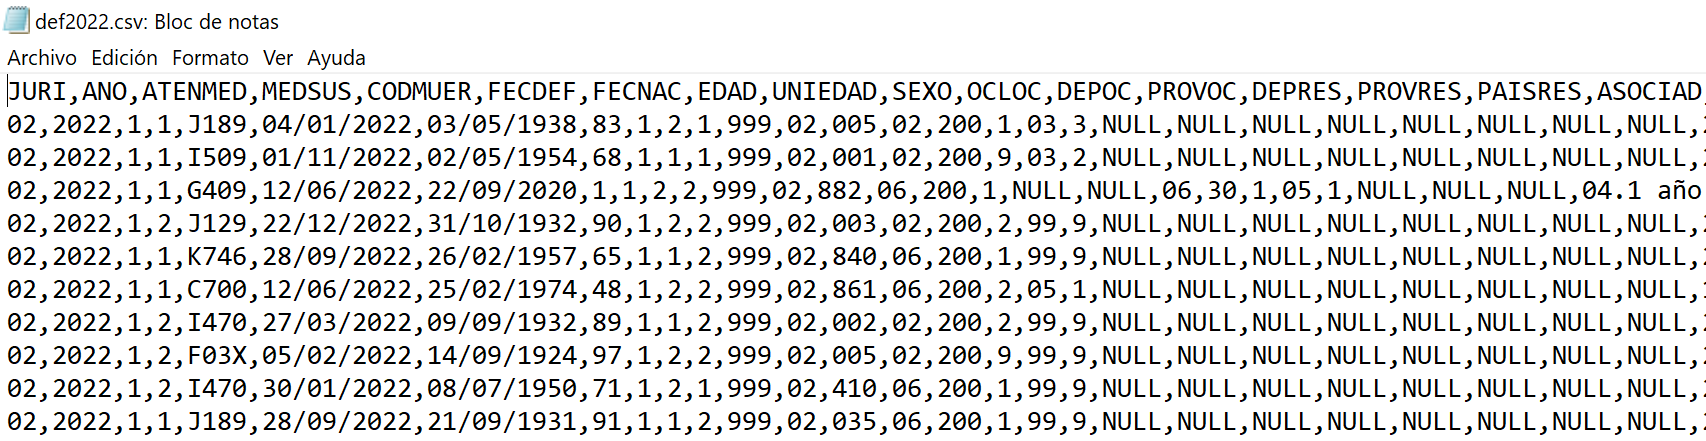 def2022.csv: Bloc de notas
Archivo Edición Formato Ver Ayuda
JURI,ANO,ATENMED,MEDSUS,CODMUER,FECDEF,FECNAC,EDAD,UNIEDAD,SEXO,OCLOC,DEPOC,PROVOC,DEPRES,PROVRES,PAISRES,ASOCIAD
02,2022,1,1,J189,04/01/2022,03/05/1938,83,1,2,1,999,02,005,02,200,1,03,3,NULL,NULL,NULL,NULL,NULL,NULL,NULL,NULL,
02,2022,1,1,I509,01/11/2022,02/05/1954,68,1,1,1,999,02,001,02,200,9,03,2,NULL,NULL,NULL,NULL,NULL,NULL,NULL,NULL,
02,2022,1,1,G409,12/06/2022,22/09/2020,1,1,2,2,999,02,882,06,200,1,NULL,NULL,06,30,1,05,1,NULL,NULL,NULL,04.1 año
02,2022,1,2,J129,22/12/2022,31/10/1932,90,1,2,2,999,02,003,02,200,2,99,9,NULL,NULL,NULL,NULL,NULL,NULL,NULL,NULL,
02,2022,1,1,K746,28/09/2022,26/02/1957,65,1,1,2,999,02,840,06,200,1,99,9,NULL,NULL,NULL,NULL,NULL,NULL,NULL,NULL,
02,2022,1,1,C700,12/06/2022,25/02/1974,48,1,2,2,999,02,861,06,200,2,05,1,NULL,NULL,NULL,NULL,NULL,NULL,NULL,NULL,
02,2022,1,2,I470,27/03/2022,09/09/1932,89,1,1,2,999,02,002,02,200,2,99,9,NULL,NULL,NULL,NULL,NULL,NULL,NULL,NULL,
02,2022,1,2,F03X,05/02/2022,14/09/1924,97,1,2,2,999,02,005,02,200,9,99,9,NULL,NULL,NULL,NULL,NULL,NULL,NULL,NULL,
02,2022,1,2,I470,30/01/2022,08/07/1950,71,1,2,1,999,02,410,06,200,1,99,9,NULL,NULL,NULL,NULL,NULL,NULL,NULL,NULL,
02,2022,1,1,J189,28/09/2022,21/09/1931,91,1,1,2,999,02,035,06,200,1,99,9,NULL,NULL,NULL,NULL,NULL,NULL,NULL,NULL,